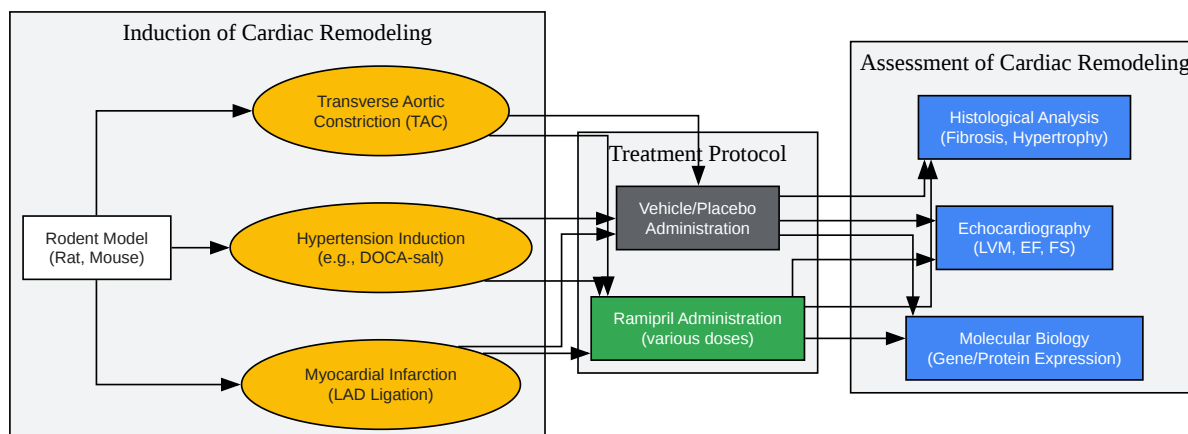 Induction of Cardiac Remodeling
Transverse Aortic
Constriction (TAC)
Rodent Model
(Rat, Mouse)
Hypertension Induction
(e.g., DOCA-salt)
Myocardial Infarction
(LAD Ligation)
Treatment Protocol
Vehicle/Placebo
Administration
Ramipril Administration
(various doses)
Assessment of Cardiac Remodeling
Histological Analysis
(Fibrosis, Hypertrophy)
Echocardiography
(LVM, EF, FS)
Molecular Biology
(Gene/Protein Expression)